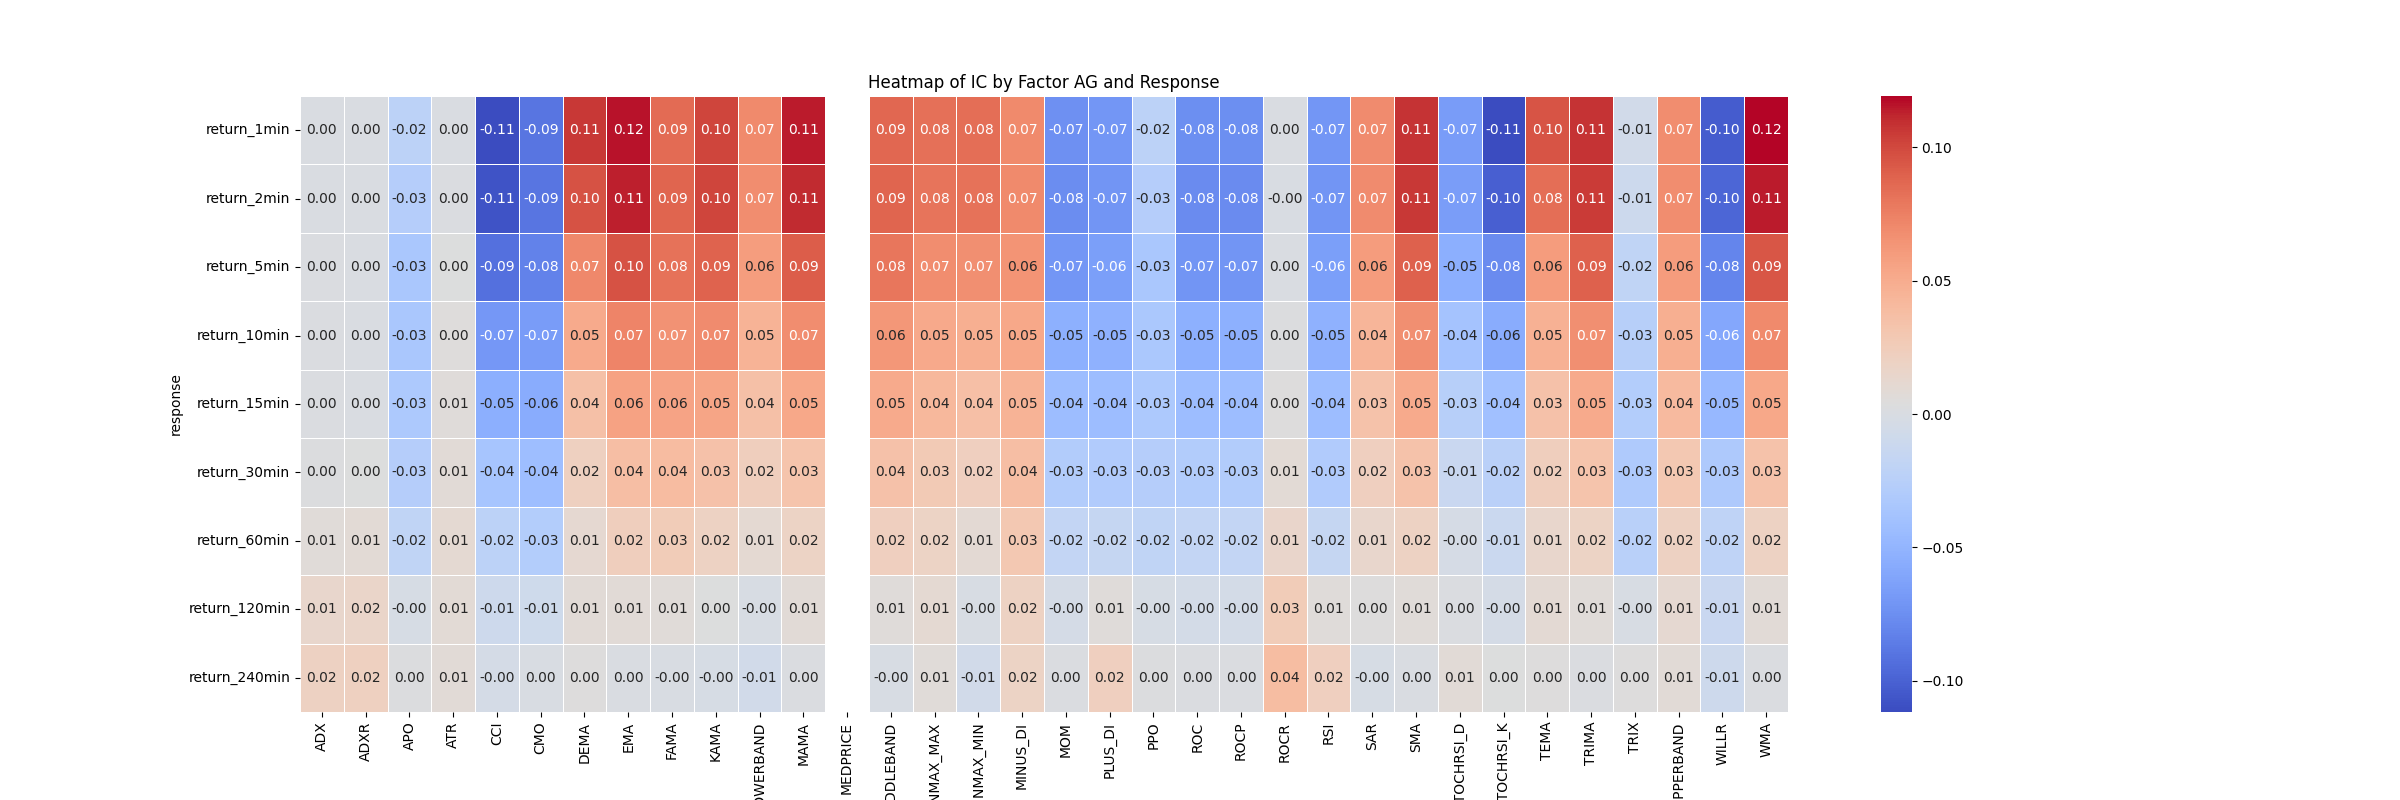 Heatmap of IC by Factor AG and Response
return_1min 0.00 0.00 -0.02 0.00 -0.11 -0.09 0.11 0.12 0.09 0.10 0.07 0.11 0.09 0.08 0.08 0.07 -0.07 -0.07 -0.02 -0.08 -0.08 0.00 -0.07 0.07 0.11 -0.07 -0.11 0.10 0.11 -0.01 0.07 -0.10 0.12
return_2min 0.00 0.00 -0.03 0.00 -0.11 -0.09 0.10 0.11 0.09 0.10 0.07 0.11 0.09 0.08 0.08 0.07 -0.08 -0.07 -0.03 -0.08 -0.08 -0.00 -0.07 0.07 0.11 -0.07 -0.10 0.08 0.11 -0.01 0.07 -0.10 0.11
return_5min 0.00 0.00 -0.03 0.00 -0.09 -0.08 0.07 0.10 0.08 0.09 0.06 0.09 0.08 0.07 0.07 0.06 -0.07 -0.06 -0.03 -0.07 -0.07 0.00 -0.06 0.06 0.09 -0.05 -0.08 0.06 0.09 -0.02 0.06 -0.08 0.09
return_10min 0.00 0.00 -0.03 0.00 -0.07 -0.07 0.05 0.07 0.07 0.07 0.05 0.07 0.06 0.05 0.05 0.05 -0.05 -0.05 -0.03 -0.05 -0.05 0.00 -0.05 0.04 0.07 -0.04 -0.06 0.05 0.07 -0.03 0.05 -0.06 0.07
return_15min 0.00 0.00 -0.03 0.01 -0.05 -0.06 0.04 0.06 0.06 0.05 0.04 0.05 0.05 0.04 0.04 0.05 -0.04 -0.04 -0.03 -0.04 -0.04 0.00 -0.04 0.03 0.05 -0.03 -0.04 0.03 0.05 -0.03 0.04 -0.05 0.05
return_30min 0.00 0.00 -0.03 0.01 -0.04 -0.04 0.02 0.04 0.04 0.03 0.02 0.03 0.04 0.03 0.02 0.04 -0.03 -0.03 -0.03 -0.03 -0.03 0.01 -0.03 0.02 0.03 -0.01 -0.02 0.02 0.03 -0.03 0.03 -0.03 0.03
return_60min 0.01 0.01 -0.02 0.01 -0.02 -0.03 0.01 0.02 0.03 0.02 0.01 0.02 0.02 0.02 0.01 0.03 -0.02 -0.02 -0.02 -0.02 -0.02 0.01 -0.02 0.01 0.02 -0.00 -0.01 0.01 0.02 -0.02 0.02 -0.02 0.02
return_120min 0.01 0.02 -0.00 0.01 -0.01 -0.01 0.01 0.01 0.01 0.00 -0.00 0.01 0.01 0.01 -0.00 0.02 -0.00 0.01 -0.00 -0.00 -0.00 0.03 0.01 0.00 0.01 0.00 -0.00 0.01 0.01 -0.00 0.01 -0.01 0.01
return_240min 0.02 0.02 0.00 0.01 -0.00 0.00 0.00 0.00 -0.00 -0.00 -0.01 0.00 -0.00 0.01 -0.01 0.02 0.00 0.02 0.00 0.00 0.00 0.04 0.02 -0.00 0.00 0.01 0.00 0.00 0.00 0.00 0.01 -0.01 0.00
response
ADX
ADXR
APO
ATR
CCI
CMO
DEMA
EMA
FAMA
KAMA
OWERBAND
MAMA
MEDPRICE
DDLEBAND
NMAX_MAX
NMAX_MIN
MINUS_DI
MOM
PLUS_DI
PPO
ROC
ROCP
ROCR
RSI
SAR
SMA
TOCHRSI_D
TOCHRSI_K
TEMA
TRIMA
TRIX
PPERBAND
WILLR
WMA
0.10
0.05
0.00
−0.05
−0.10